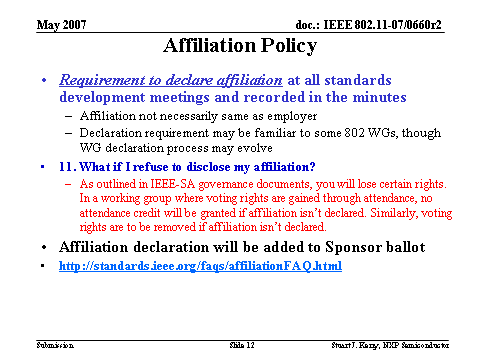 May 2007 doc.: IEEE 802.11-07/0660r2
Affiliation Policy
• Requirement to declare affiliation at all standards
development meetings and recorded in the minutes
– Affiliation not necessarily same as employer
– Declaration requirement may be familiar to some 802 WGs, though
WG declaration process may evolve
• 11. What if I refuse to disclose my affiliation?
– As outlined in IEEE-SA governance documents, you will lose certain rights.
In a working group where voting rights are gained through attendance, no
attendance credit will be granted if affiliation isn't declared. Similarly, voting
rights are to be removed if affiliation isn't declared.
• Affiliation declaration will be added to Sponsor ballot
• http://standards.ieee.org/faqs/affiliationFAQ.html
Submission Slide 12 Stuart J. Kerry, NXP Semiconductor